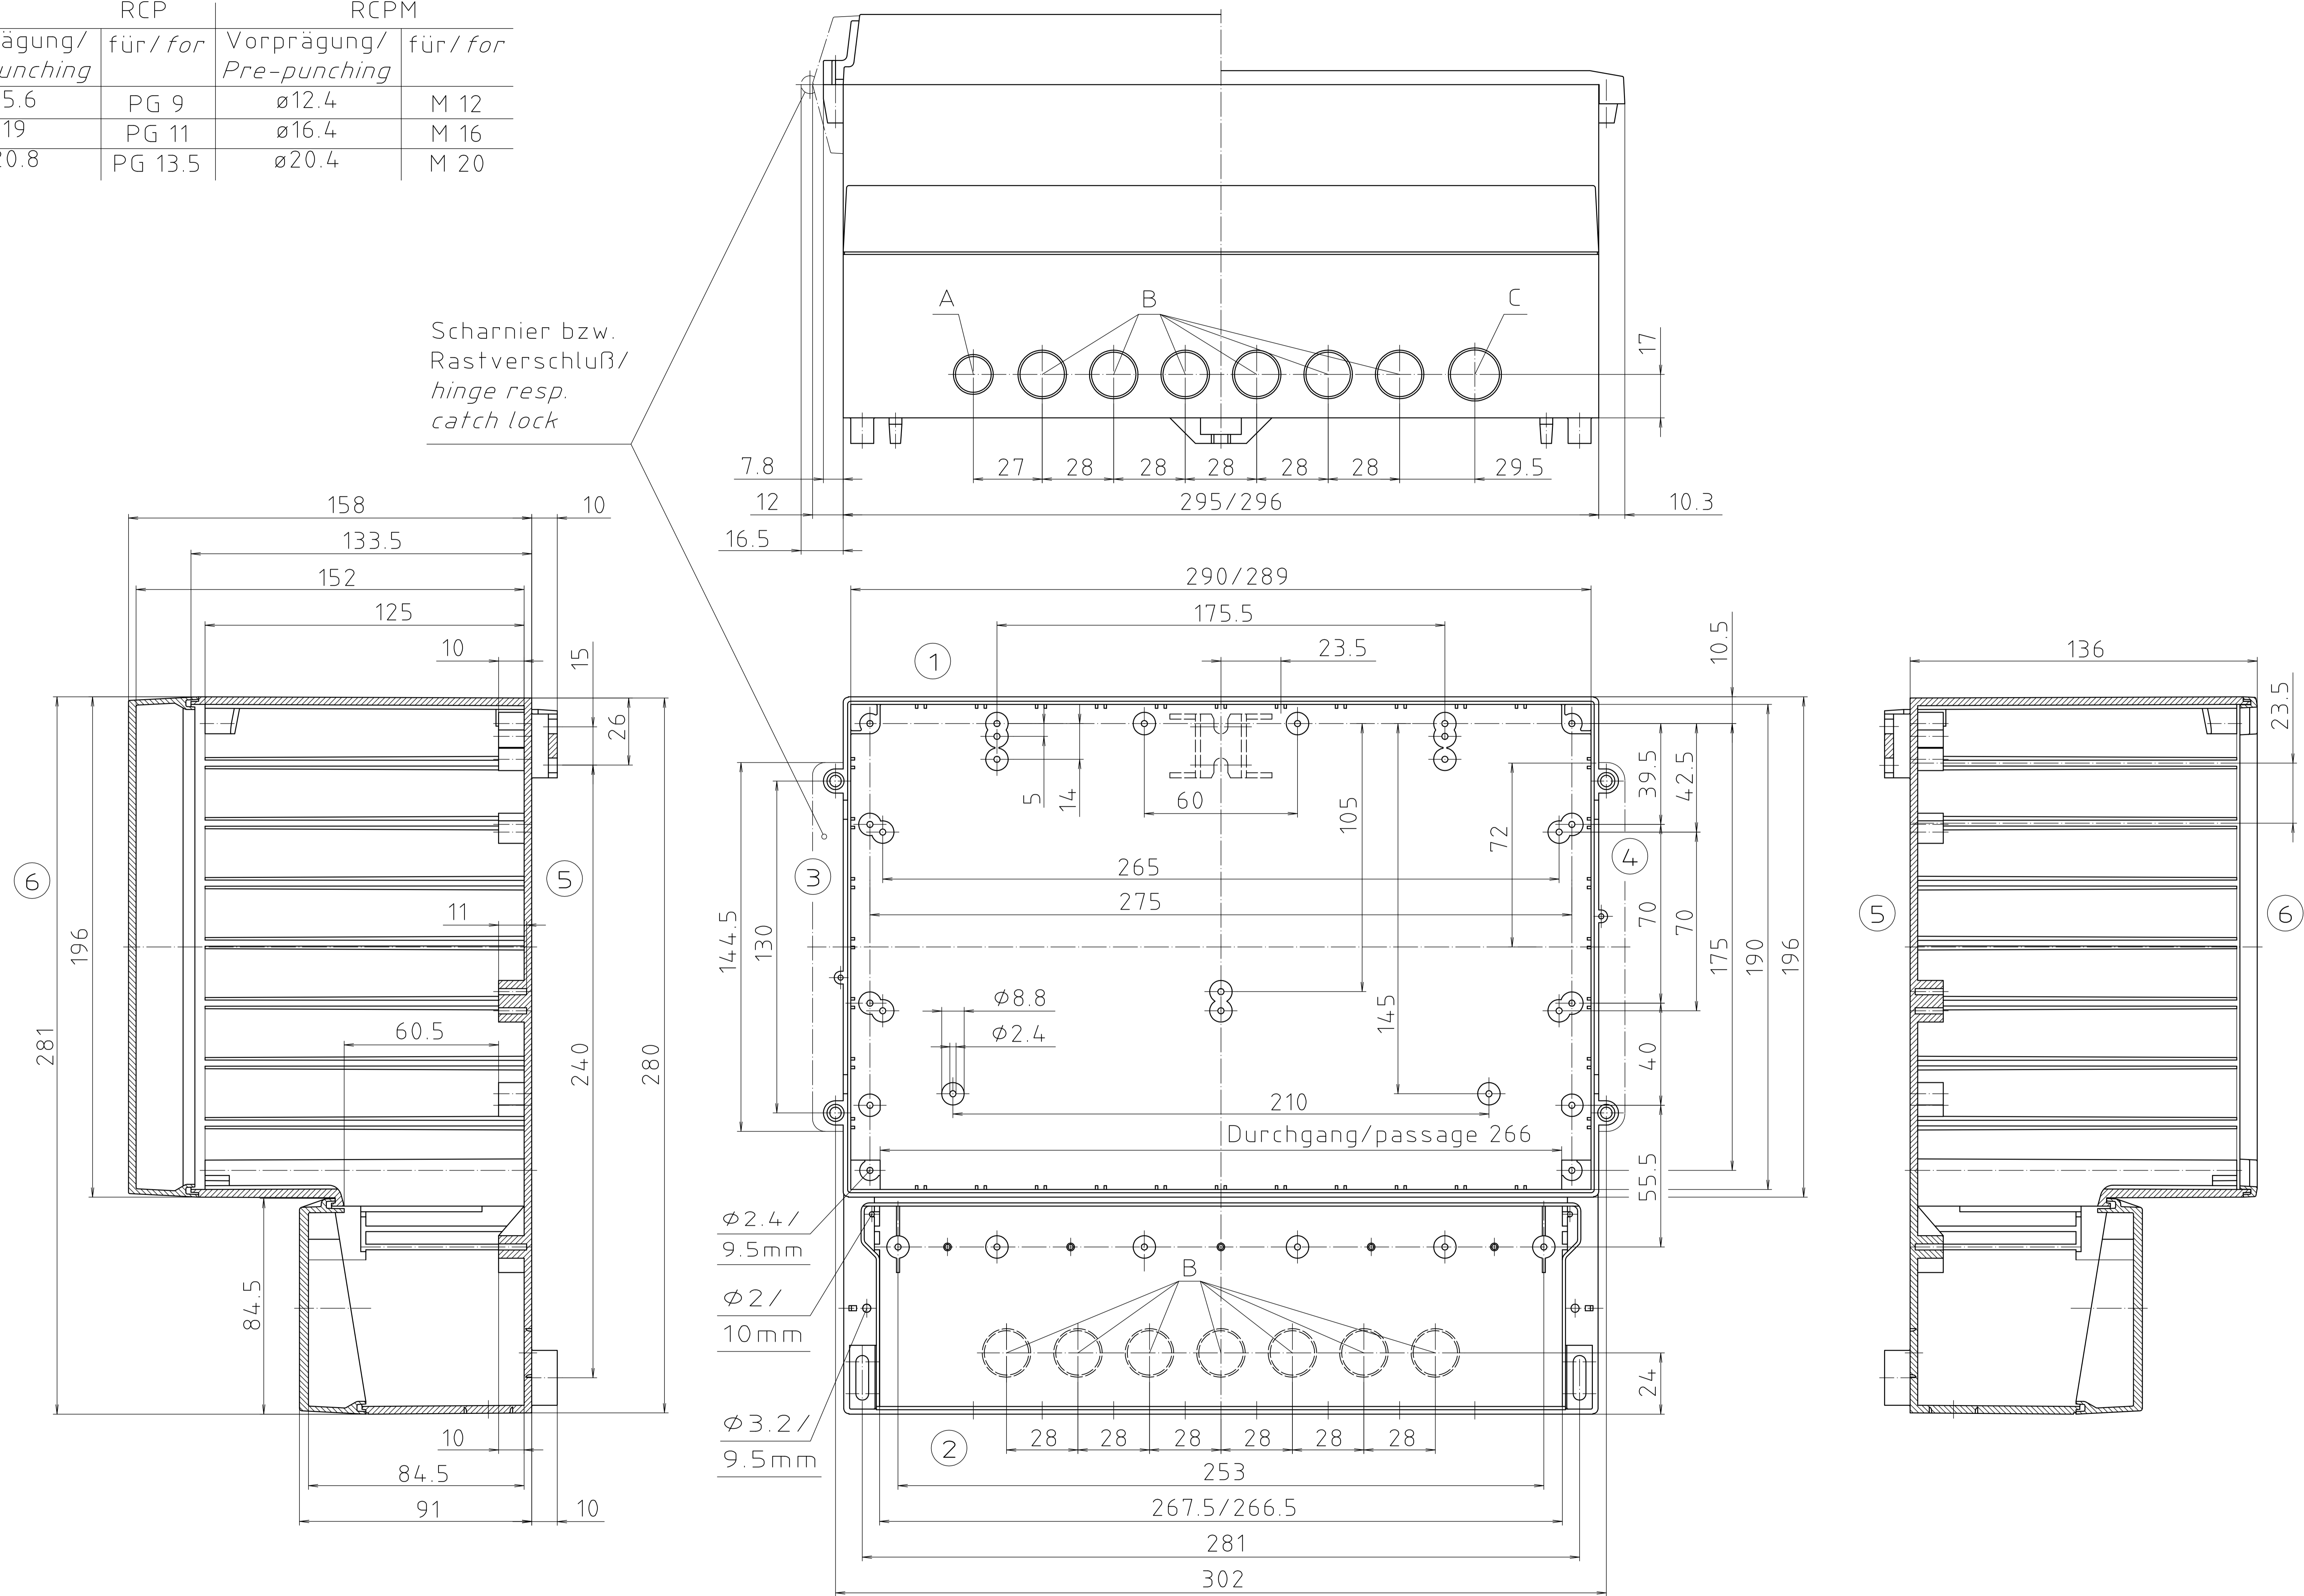 RCP RCPM
ägung/ für/for Vorprägung/ für/for
unching Pre-punching
5.6 PG 9 ø12.4 M 12
19 PG 11 ø16.4 M 16
20.8 PG 13.5 ø20.4 M 20
A B C
17
Scharnier bzw.
Rastverschluß/
hinge resp.
catch lock
7.8 27 28 28 28 28 28 29.5
12 295/296 10.3
16.5
158 10
133.5
152
125
10
15
26
196
281
6
5
11
60.5
240
280
84.5
10
84.5
91 10
290/289
175.5
23.5
10.5
1
5
14
60
105
39.5
42.5
72
3
4
265
275
144.5
130
70
70
175
190
196
ø8.8
ø2.4
145
40
210
Durchgang/passage 266
55.5
ø2.4/
9.5mm
ø2/
10mm
B
ø3.2/
9.5mm
24
2
28 28 28 28 28 28
253
267.5/266.5
281
302
136
23.5
5
6